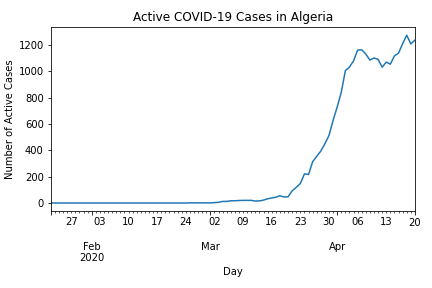 Active COVID-19 Cases in Algeria
Number of Active Cases
1200
1000
800
600
400
200
0
27 03 10 17 24 02 09 16 23 30 06 13 20
Feb Mar Apr
2020
Day